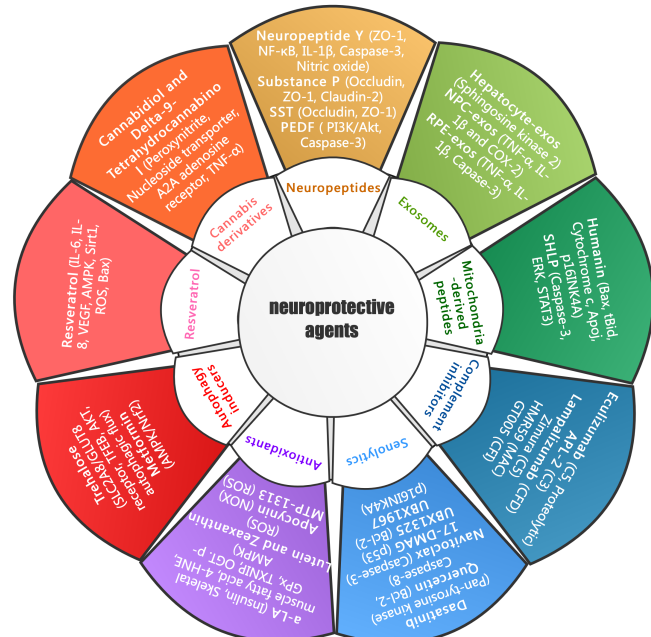 neuroprotective
agents
Neuropeptides
Neuropeptide Y (ZO-1,
NF-κB, IL-1β, Caspase-3,
Nitric oxide)
Substance P (Occludin,
ZO-1, Claudin-2)
SST (Occludin, ZO-1)
PEDF ( PI3K/Akt,
Caspase-3)
Exosomes
Hepatocyte-exos
(Sphingosine kinase 2)
NPC-exos (TNF-α, IL-
1β and COX-2)
RPE-exos (TNF-α, IL-
1β, Capase-3)
Mitochondria
-derived
peptides
Humanin (Bax, tBid,
Cytochrome c, ApoJ,
p16INK4A)
SHLP (Caspase-3,
ERK, STAT3)
Complement
inhibitors
Eculizumab (C5, Proteolytic)
APL-2 (C3)
Lampalizumab (CFD)
Zimura (C5)
HMR59 (MAC)
GT005 (CFI)
Senolytics
Dasatinib
(Pan-tyrosine kinase)
Quercetin (Bcl-2,
Caspase-8)
Navitoclax (Caspase-3)
17-DMAG (p53)
UBX1325 (Bcl-2)
UBX1967
(p16INK4A)
Antioxidants
a-LA (Insulin, Skeletal
muscle fatty acid, 4-HNE,
GPx, TXNIP, OGT, P-
AMPK)
Lutein and Zeaxanthin
(ROS)
Apocynin (NOX)
MTP-1313 (ROS)
Autophagy
inducers
Trehalose
(SLC2A8/GLUT8
receptor, TFEB, AKT,
autophagic flux)
Metformin
(AMPK/Nrf2)
Resveratrol
Resveratrol (IL-6, IL-
8, VEGF, AMPK, Sirt1,
ROS, Bax)
Cannabis
derivatives
Cannabidiol and
Delta-9-
Tetrahydrocannabino
l (Peroxynitrite,
Nucleoside transporter,
A2A adenosine
receptor, TNF-α)